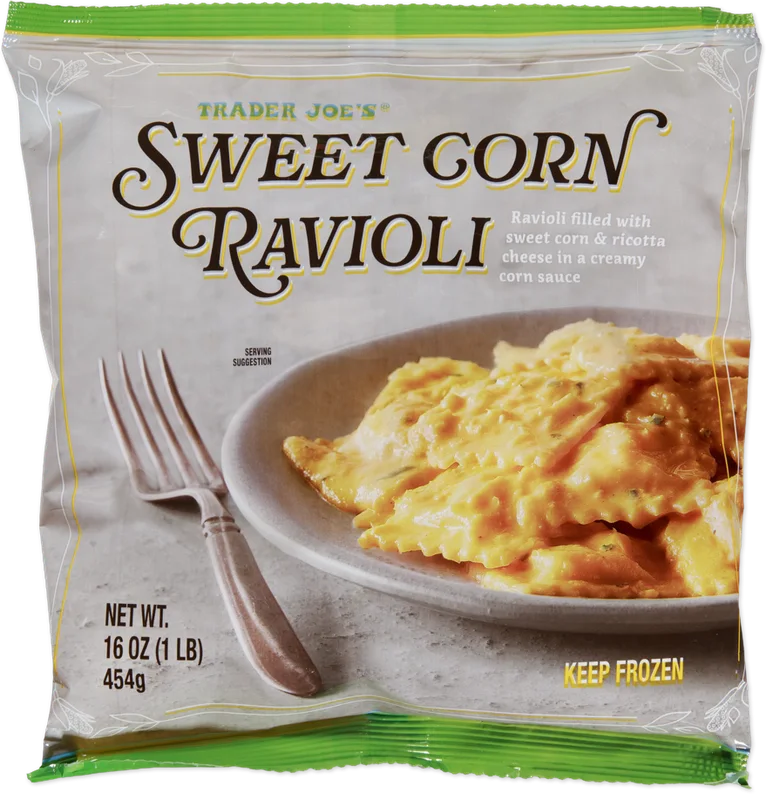 TRADER JOE'S®
SWEET CORN
RAVIOLI
Ravioli filled with
sweet corn & ricotta
cheese in a creamy
corn sauce
SERVING
SUGGESTION
NET WT.
16 OZ (1 LB)
454g
KEEP FROZEN